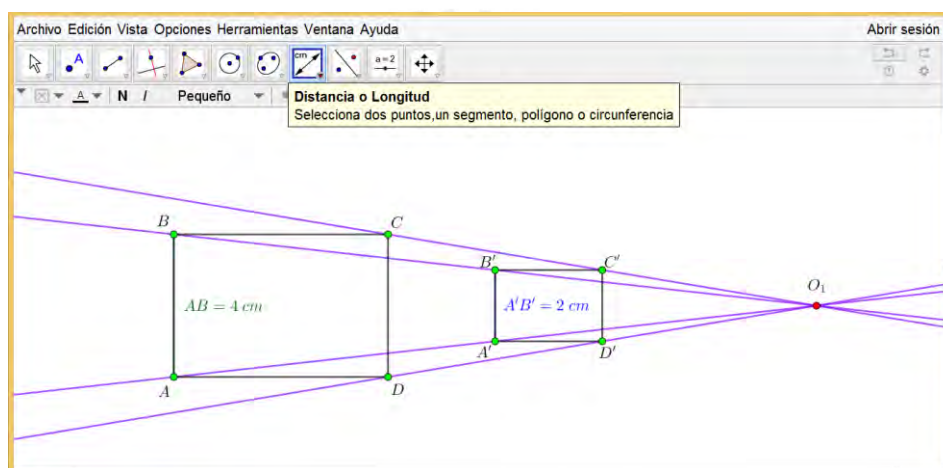 Archivo Edición Vista Opciones Herramientas Ventana Ayuda
Abrir sesión
A
cm
a=2
A
N I Pequeño
Distancia o Longitud
Selecciona dos puntos,un segmento, polígono o circunferencia
B
C
B′
C′
O₁
AB = 4 cm
A′B′ = 2 cm
A′
D′
A
D